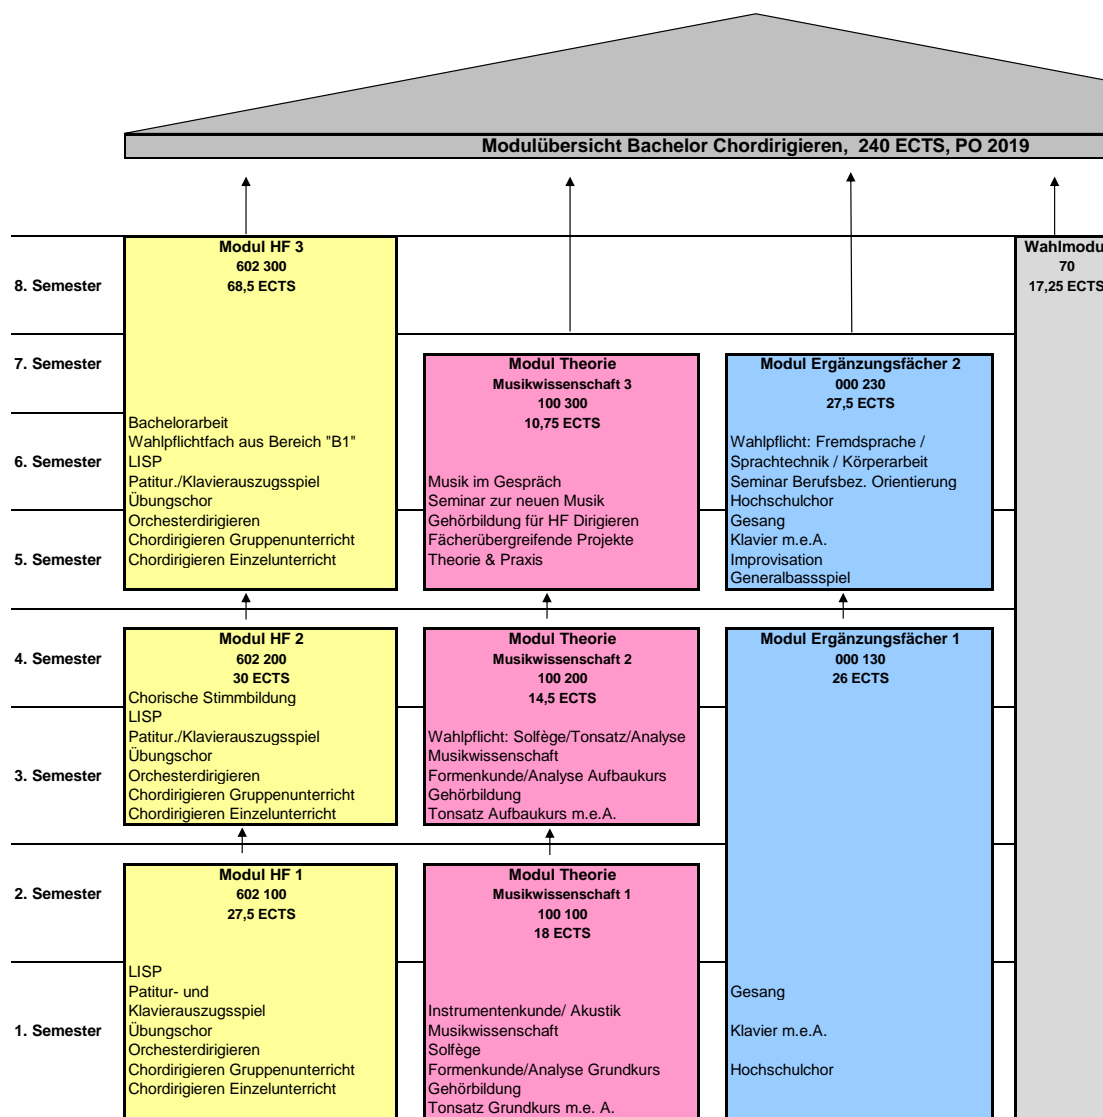 Modulübersicht Bachelor Chordirigieren,  240 ECTS, PO 2019
8. Semester
Modul HF 3
602 300
68,5 ECTS
Bachelorarbeit
Wahlpflichtfach aus Bereich "B1"
LISP
Patitur./Klavierauszugsspiel
Übungschor
Orchesterdirigieren
Chordirigieren Gruppenunterricht
Chordirigieren Einzelunterricht
Wahlmodu
70
17,25 ECTS
7. Semester
6. Semester
5. Semester
Modul Theorie
Musikwissenschaft 3
100 300
10,75 ECTS
Musik im Gespräch
Seminar zur neuen Musik
Gehörbildung für HF Dirigieren
Fächerübergreifende Projekte
Theorie & Praxis
Modul Ergänzungsfächer 2
000 230
27,5 ECTS
Wahlpflicht: Fremdsprache /
Sprachtechnik / Körperarbeit
Seminar Berufsbez. Orientierung
Hochschulchor
Gesang
Klavier m.e.A.
Improvisation
Generalbassspiel
4. Semester
3. Semester
Modul HF 2
602 200
30 ECTS
Chorische Stimmbildung
LISP
Patitur./Klavierauszugsspiel
Übungschor
Orchesterdirigieren
Chordirigieren Gruppenunterricht
Chordirigieren Einzelunterricht
Modul Theorie
Musikwissenschaft 2
100 200
14,5 ECTS
Wahlpflicht: Solfège/Tonsatz/Analyse
Musikwissenschaft
Formenkunde/Analyse Aufbaukurs
Gehörbildung
Tonsatz Aufbaukurs m.e.A.
Modul Ergänzungsfächer 1
000 130
26 ECTS
Gesang
Klavier m.e.A.
Hochschulchor
2. Semester
1. Semester
Modul HF 1
602 100
27,5 ECTS
LISP
Patitur- und
Klavierauszugsspiel
Übungschor
Orchesterdirigieren
Chordirigieren Gruppenunterricht
Chordirigieren Einzelunterricht
Modul Theorie
Musikwissenschaft 1
100 100
18 ECTS
Instrumentenkunde/ Akustik
Musikwissenschaft
Solfège
Formenkunde/Analyse Grundkurs
Gehörbildung
Tonsatz Grundkurs m.e. A.